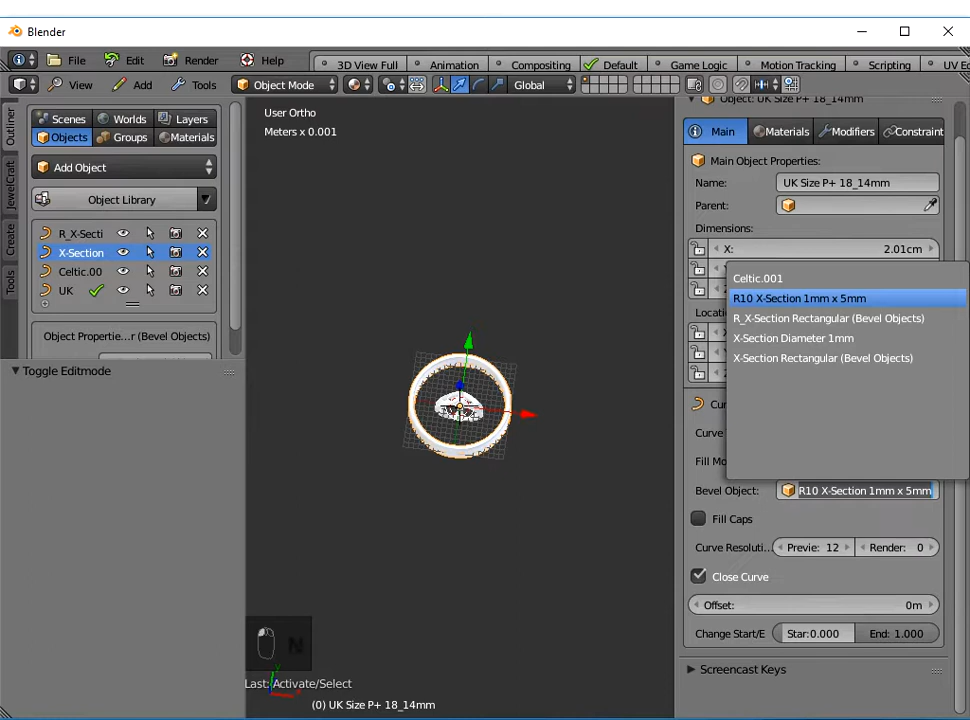 Blender
File Edit Render Help 3D View Full Animation Compositing Default Game Logic Motion Tracking Scripting UV Ec
View Add Tools Object Mode Global
Outliner
JewelCraft
Create
Tools
Scenes Worlds Layers
Objects Groups Materials
Add Object
Object Library
R_X-Secti
X-Section
Celtic.00
UK
Object Propertie...r (Bevel Objects)
Toggle Editmode
User Ortho
Meters x 0.001
N
Last: Activate/Select
(0) UK Size P+ 18_14mm
Object: UK Size P+ 18_14mm
Main Materials Modifiers Constraint
Main Object Properties:
Name: UK Size P+ 18_14mm
Parent:
Dimensions:
X: 2.01cm
Celtic.001
R10 X-Section 1mm x 5mm
R_X-Section Rectangular (Bevel Objects)
X-Section Diameter 1mm
X-Section Rectangular (Bevel Objects)
Locati
Cu
Curve
Fill Mo
Bevel Object: R10 X-Section 1mm x 5mm
Fill Caps
Curve Resoluti... Previe: 12 Render: 0
Close Curve
Offset: 0m
Change Start/E Star:0.000 End: 1.000
Screencast Keys